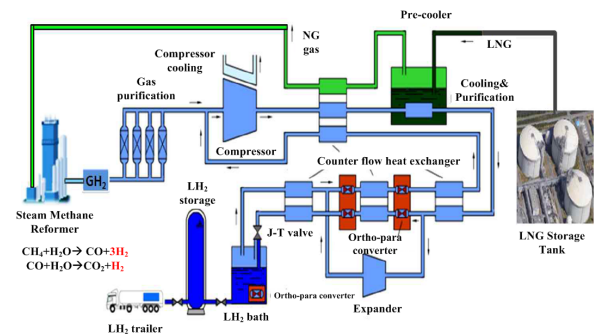 Pre-cooler
NG
gas
LNG
Compressor
cooling
Gas
purification
Cooling&
Purification
Compressor
GH2
Counter flow heat exchanger
LH2
storage
Steam Methane
Reformer
J-T valve
Ortho-para
converter
LNG Storage
Tank
CH4+H2O→ CO+3H2
CO+H2O→CO2+H2
Ortho-para converter
Expander
LH2 trailer
LH2 bath